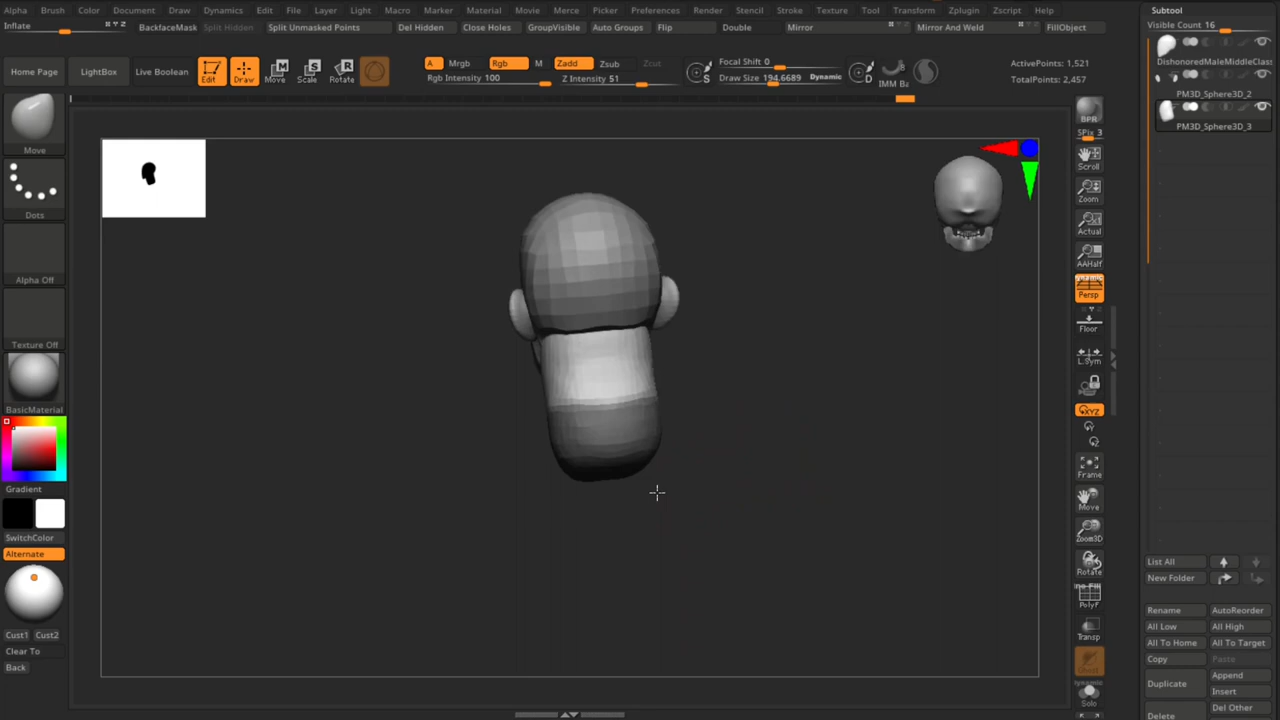 Alpha Brush Color Document Draw Dynamics Edit File Layer Light Macro Marker Material Movie Merce Picker Preferences Render Stencil Stroke Texture Tool Transform Zplugin Zscript Help
Inflate BackfaceMask Split Hidden Split Unmasked Points Del Hidden Close Holes GroupVisible Auto Groups Flip Double Mirror Mirror And Weld FillObject
Home Page LightBox Live Boolean Edit Draw Move Scale Rotate
A Mrgb Rgb M Zadd Zsub Zcut
Rgb Intensity 100 Z Intensity 51
S Focal Shift 0
Draw Size 194.6689 Dynamic D IMM Ba
ActivePoints: 1,521
TotalPoints: 2,457
Move
Dots
Alpha Off
Texture Off
BasicMaterial
Gradient
SwitchColor
Alternate
Cust1 Cust2
Clear To
Back
BPR
SPix 3
Scroll
Zoom
Actual
AAHalf
Dynamic
Persp
Floor
L.Sym
XYZ
Y
Z
Frame
Move
Zoom3D
Rotate
PolyF
Transp
Ghost
Dynamic
Solo
Subtool
Visible Count 16
DishonoredMaleMiddleClass
PM3D_Sphere3D_2
PM3D_Sphere3D_3
List All
New Folder
Rename AutoReorder
All Low All High
All To Home All To Target
Copy Paste
Duplicate Append
Insert
Delete Del Other